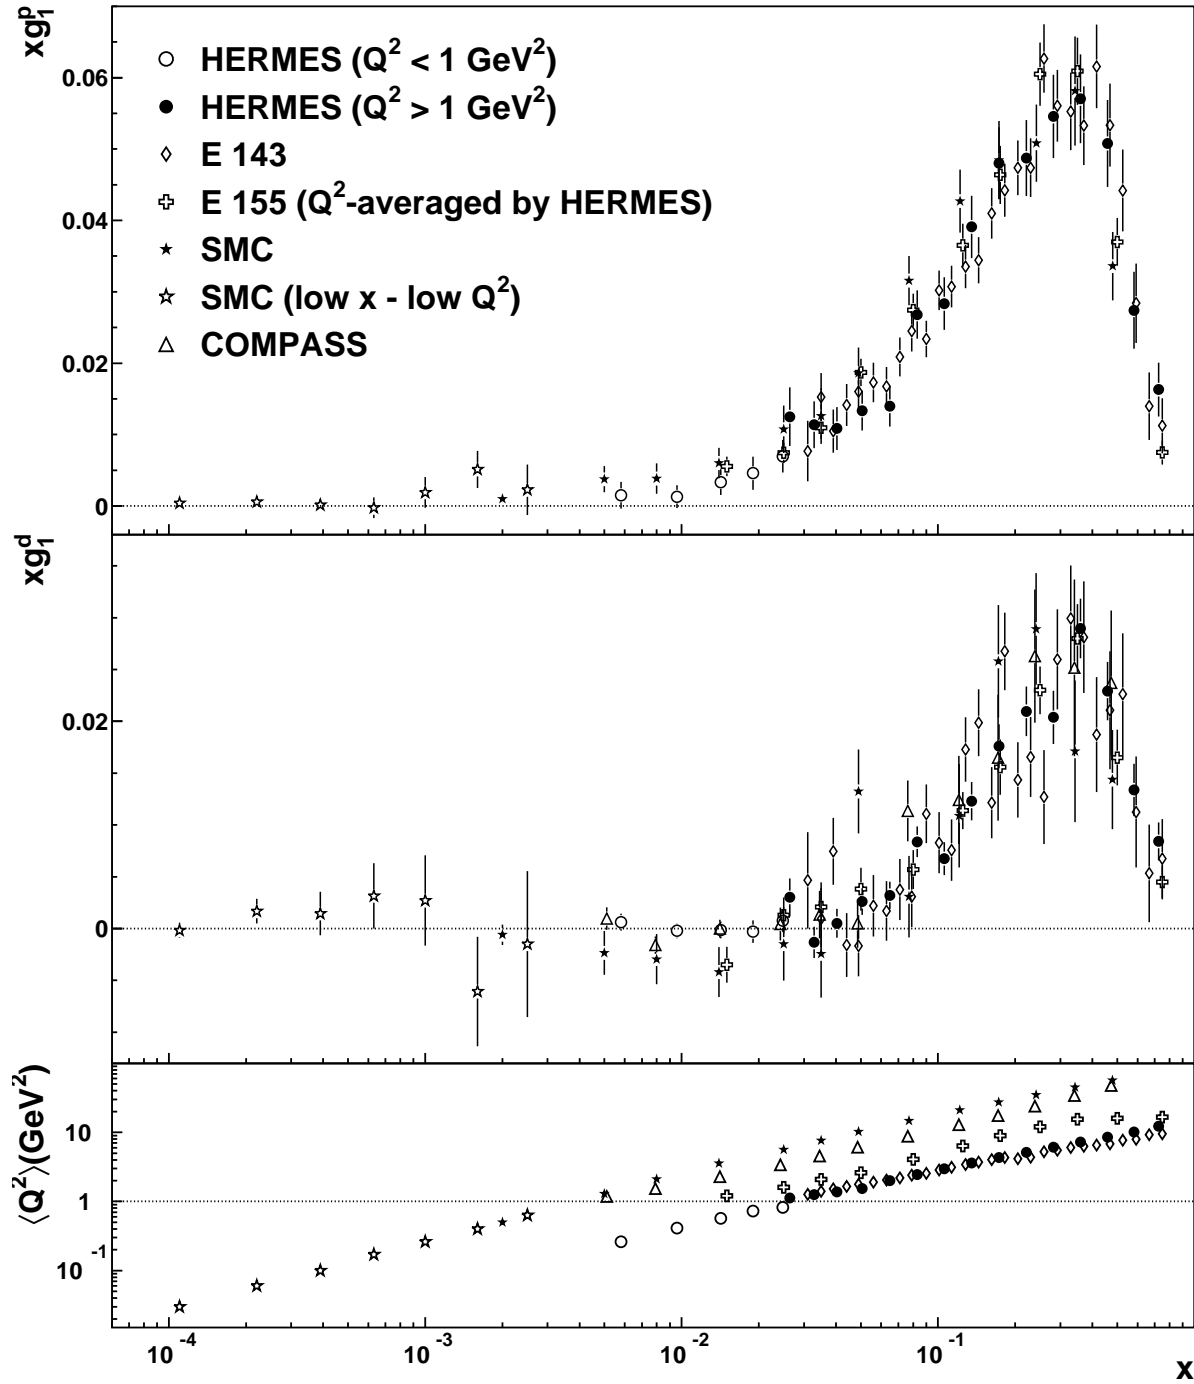 xg₁ᵖ
HERMES (Q² < 1 GeV²)
HERMES (Q² > 1 GeV²)
E 143
E 155 (Q²-averaged by HERMES)
SMC
SMC (low x - low Q²)
COMPASS
0.06
0.04
0.02
0
xg₁ᵈ
0.02
0
⟨Q²⟩(GeV²)
10
1
10⁻¹
10⁻⁴ 10⁻³ 10⁻² 10⁻¹
x